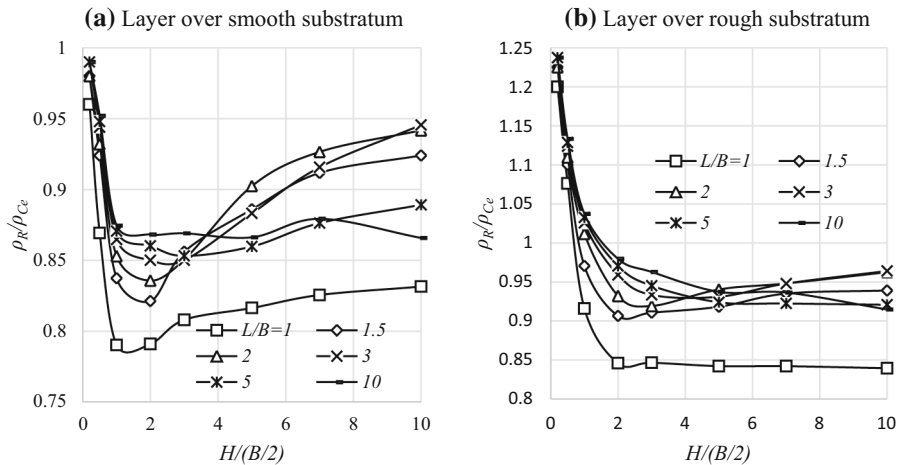 (a) Layer over smooth substratum
1
0.95
0.9
0.85
0.8
0.75
ρR/ρCe
0 2 4 6 8 10
H/(B/2)
L/B=1 1.5
2 3
5 10
(b) Layer over rough substratum
1.25
1.2
1.15
1.1
1.05
1
0.95
0.9
0.85
0.8
ρR/ρCe
0 2 4 6 8 10
H/(B/2)
L/B=1 1.5
2 3
5 10